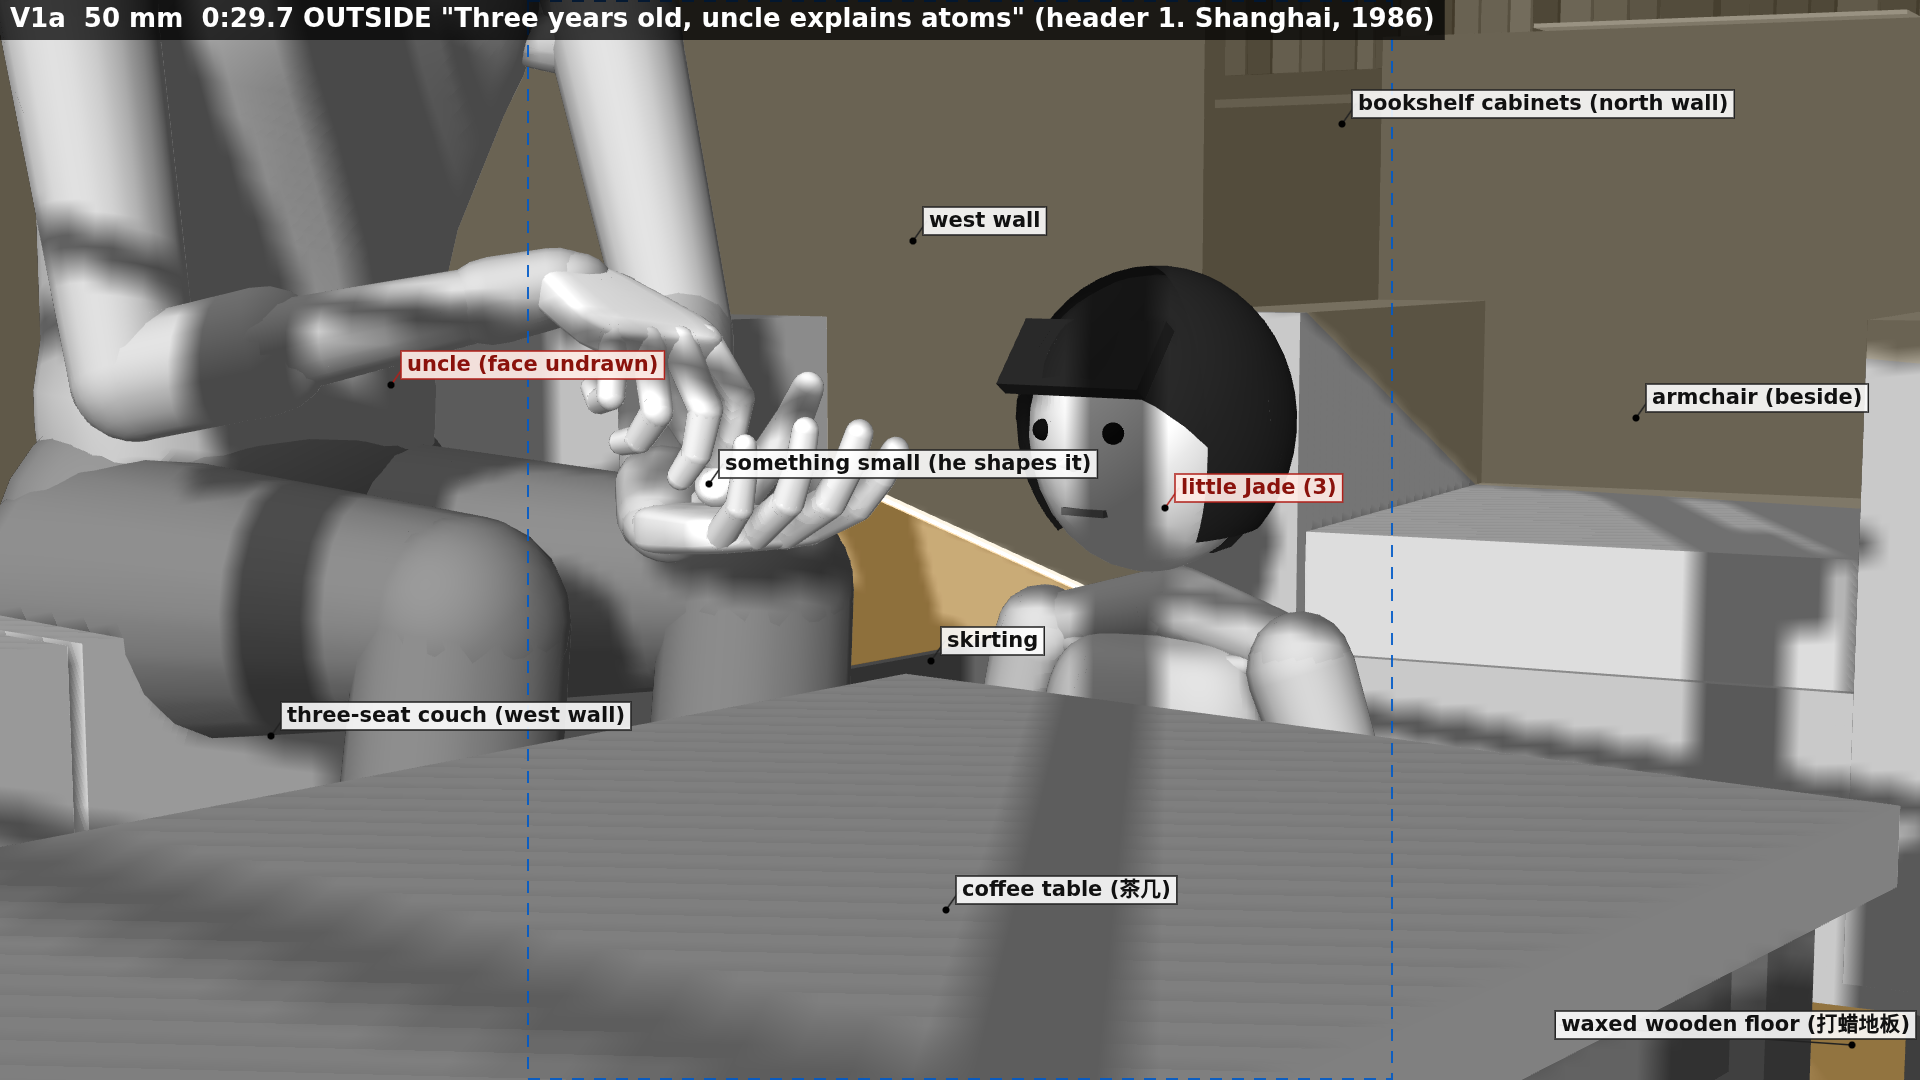 V1a  50 mm  0:29.7 OUTSIDE "Three years old, uncle explains atoms" (header 1. Shanghai, 1986)
bookshelf cabinets (north wall)
west wall
uncle (face undrawn)
armchair (beside)
something small (he shapes it)
little Jade (3)
skirting
three-seat couch (west wall)
coffee table (茶几)
waxed wooden floor (打蜡地板)